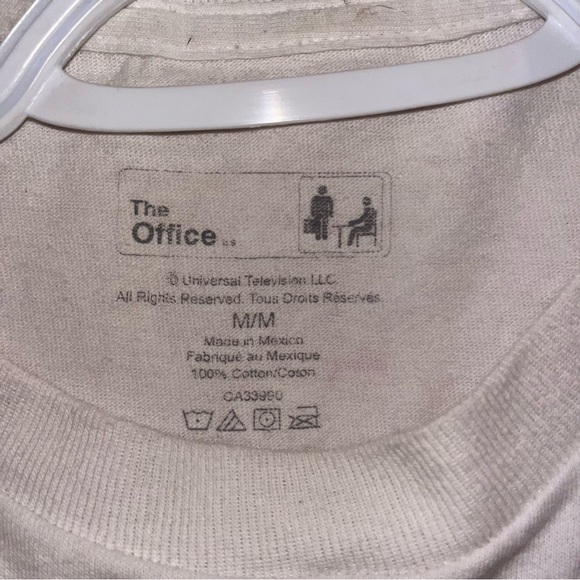 The
Office U.S.
© Universal Television LLC.
All Rights Reserved. Tous Droits Réservés.
M/M
Made in Mexico
Fabriqué au Mexique
100% Cotton/Coton
CA33990